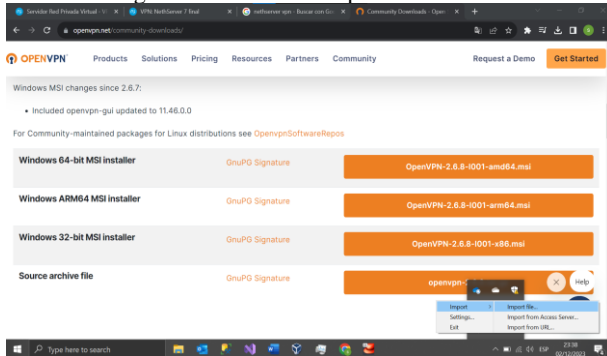 Servidor Red Privada Virtual - V
VPN: NethServer 7 final
nethserver vpn - Buscar con Go
Community Downloads - Open
openvpn.net/community-downloads/
OPENVPN
Products
Solutions
Pricing
Resources
Partners
Community
Request a Demo
Get Started
Windows MSI changes since 2.6.7:
Included openvpn-gui updated to 11.46.0.0
For Community-maintained packages for Linux distributions see OpenvpnSoftwareRepos
Windows 64-bit MSI installer
GnuPG Signature
OpenVPN-2.6.8-I001-amd64.msi
Windows ARM64 MSI installer
GnuPG Signature
OpenVPN-2.6.8-I001-arm64.msi
Windows 32-bit MSI installer
GnuPG Signature
OpenVPN-2.6.8-I001-x86.msi
Source archive file
GnuPG Signature
openvpn-
Help
Import
Import file...
Settings...
Import from Access Server...
Exit
Import from URL...
Type here to search
ESP
23:38
02/12/2023